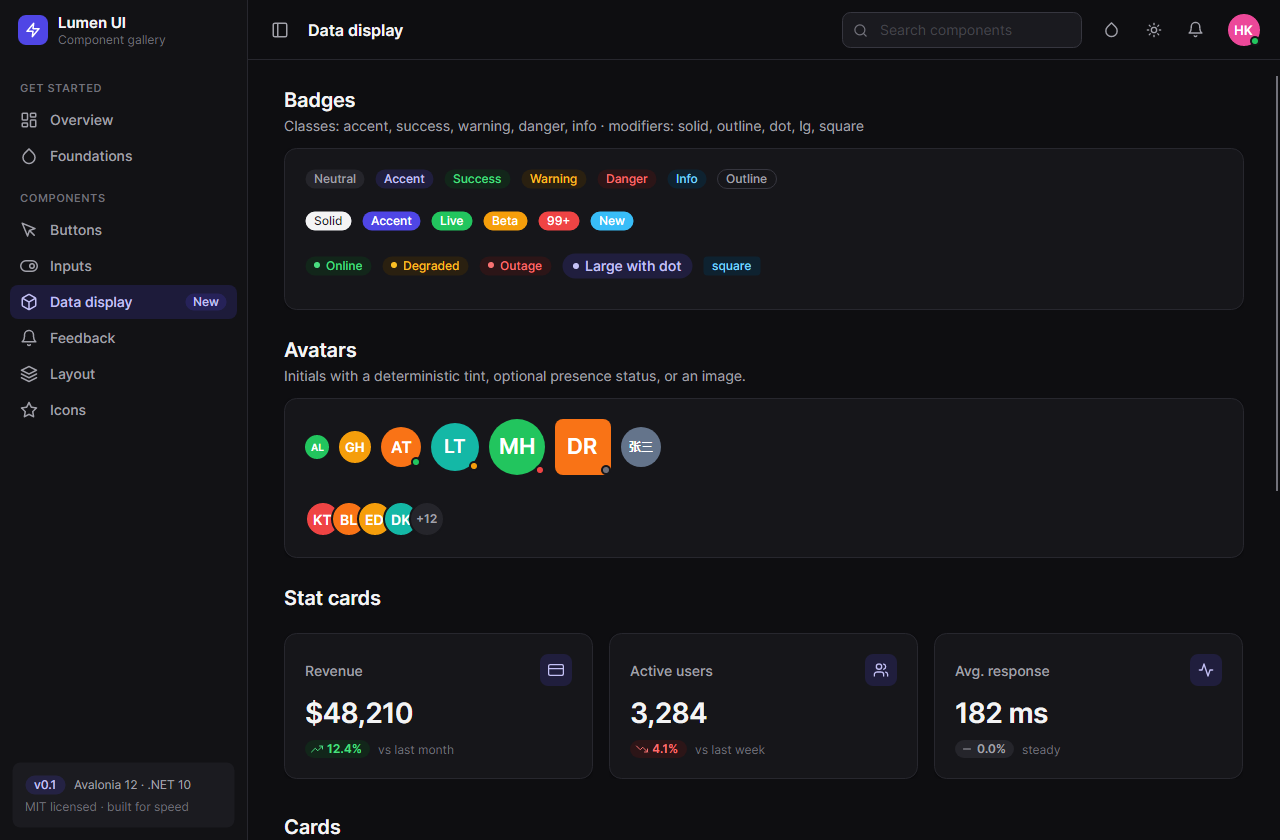 Lumen UI
Component gallery
Data display
Search components
HK
GET STARTED
Overview
Foundations
COMPONENTS
Buttons
Inputs
Data display New
Feedback
Layout
Icons
v0.1 Avalonia 12 · .NET 10
MIT licensed · built for speed
Badges
Classes: accent, success, warning, danger, info · modifiers: solid, outline, dot, lg, square
Neutral Accent Success Warning Danger Info Outline
Solid Accent Live Beta 99+ New
Online Degraded Outage Large with dot square
Avatars
Initials with a deterministic tint, optional presence status, or an image.
AL GH AT LT MH DR 张三
KT BL ED DK +12
Stat cards
Revenue
$48,210
12.4% vs last month
Active users
3,284
4.1% vs last week
Avg. response
182 ms
0.0% steady
Cards